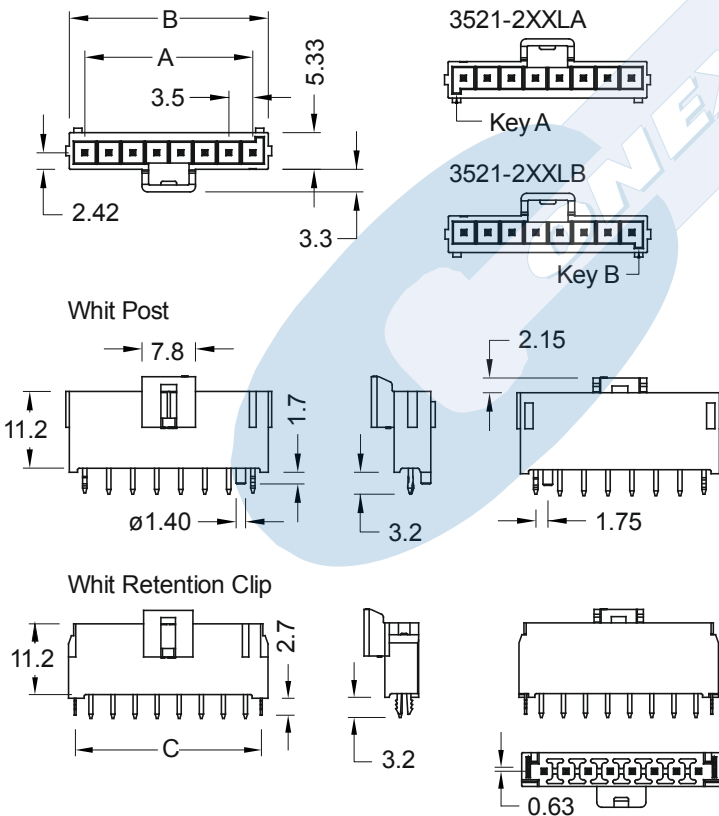 B
A
3.5
5.33
2.42
3.3
3521-2XXLA
Key A
3521-2XXLB
Key B
CONEX
Whit Post
7.8
11.2
1.7
ø1.40
3.2
2.15
1.75
Whit Retention Clip
11.2
2.7
C
3.2
0.63